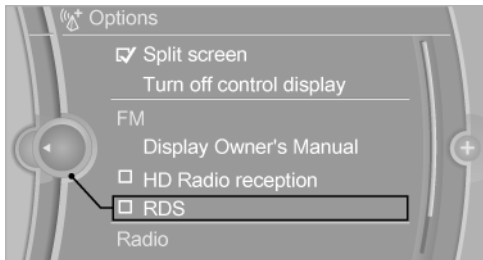 Options
Split screen
Turn off control display
FM
Display Owner's Manual
HD Radio reception
RDS
Radio